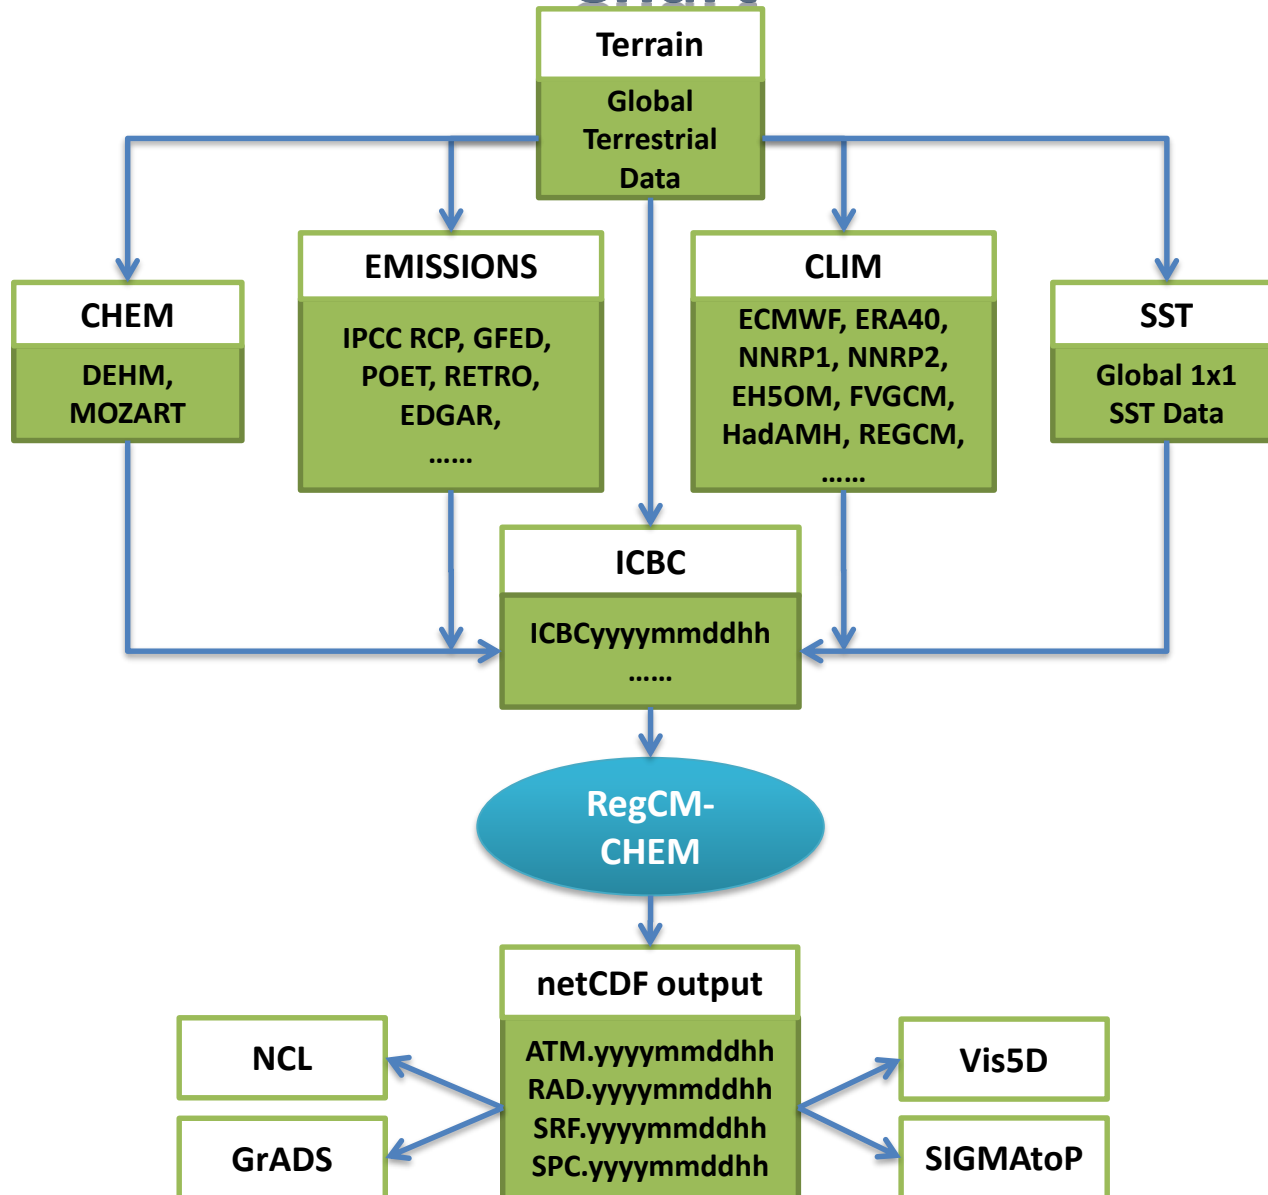 Terrain
Global
Terrestrial
Data
EMISSIONS
IPCC RCP, GFED,
POET, RETRO,
EDGAR,
......
CLIM
ECMWF, ERA40,
NNRP1, NNRP2,
EH5OM, FVGCM,
HadAMH, REGCM,
......
CHEM
DEHM,
MOZART
SST
Global 1x1
SST Data
ICBC
ICBCyyyymmddhh
......
RegCM-
CHEM
netCDF output
ATM.yyyymmddhh
RAD.yyyymmddhh
SRF.yyyymmddhh
SPC.yyyymmddhh
NCL
GrADS
Vis5D
SIGMAtoP